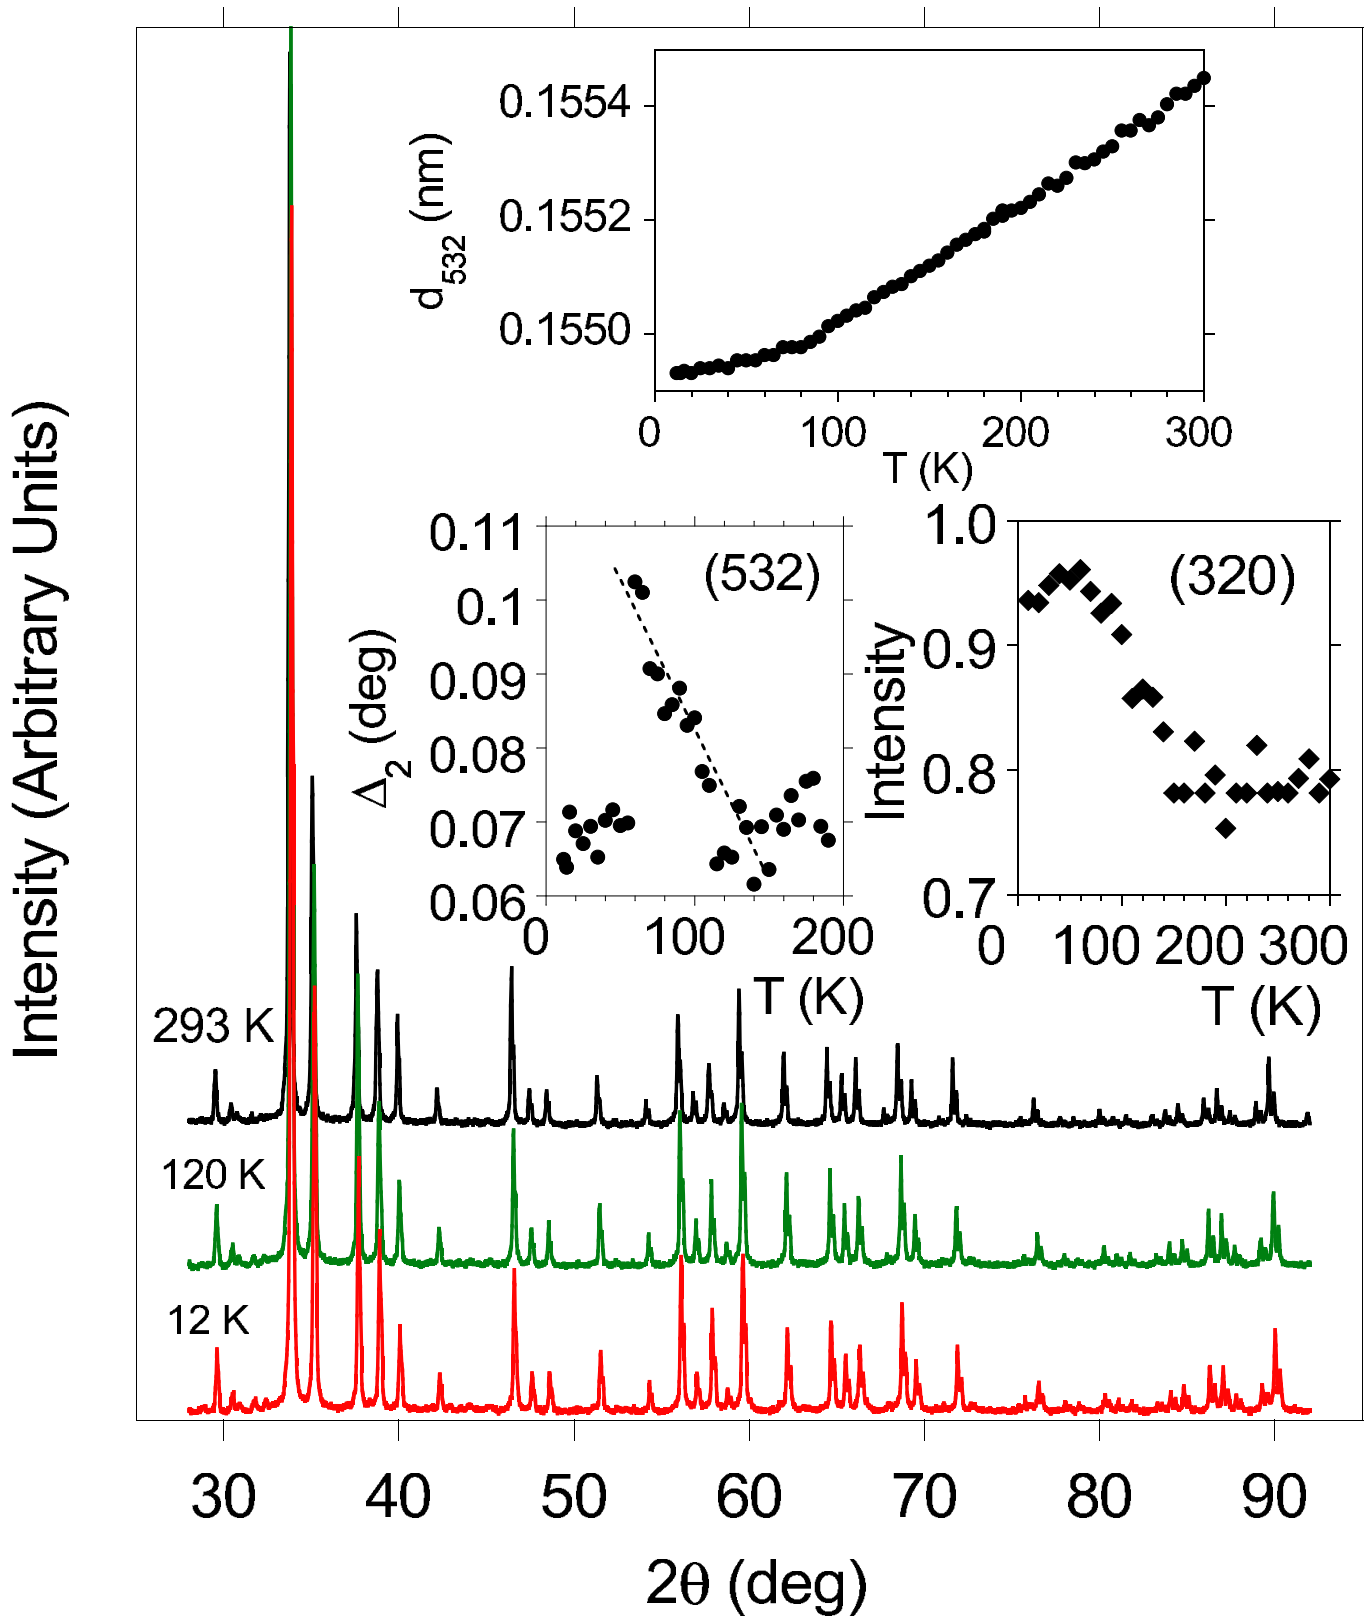 Intensity (Arbitrary Units)
d532 (nm)
0.1554
0.1552
0.1550
0 100 200 300
T (K)
Δ2 (deg)
0.11
0.1
0.09
0.08
0.07
0.06
(532)
0 100 200
T (K)
Intensity
1.0
0.9
0.8
0.7
(320)
0 100 200 300
T (K)
293 K
120 K
12 K
30 40 50 60 70 80 90
2θ (deg)